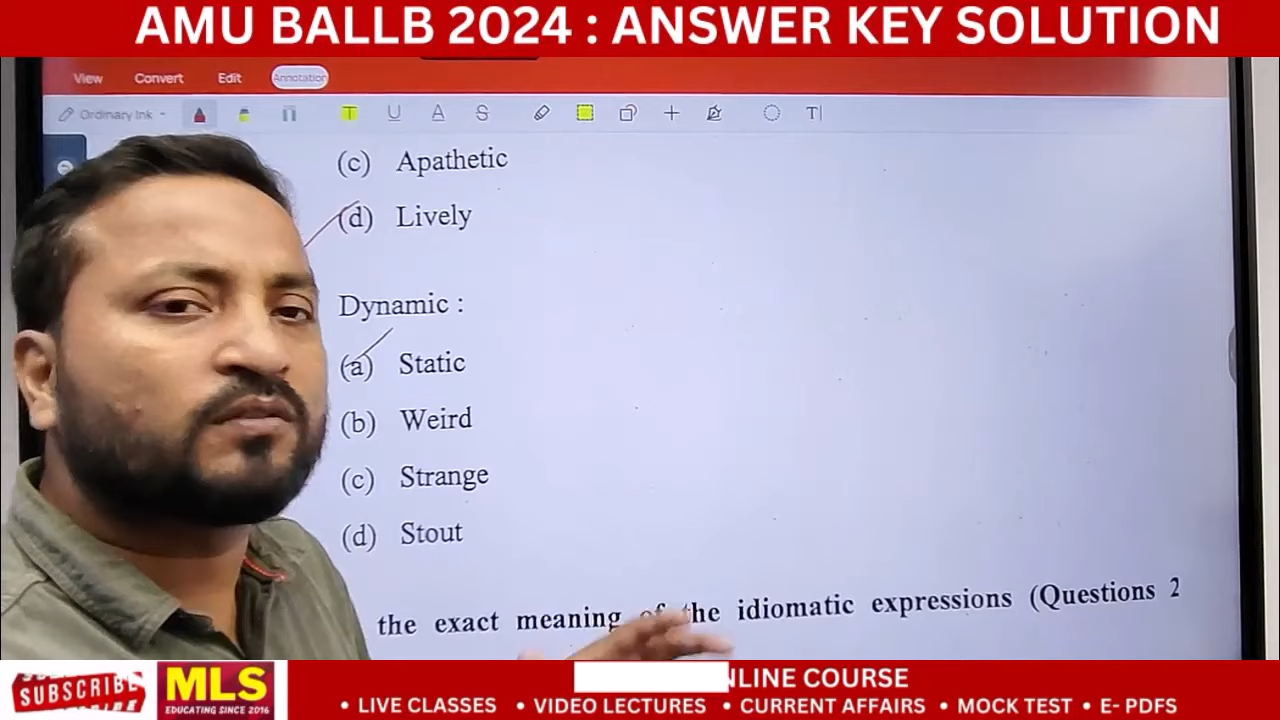 AMU BALLB 2024 : ANSWER KEY SOLUTION
View Convert Edit Annotation
Ordinary Ink
(c) Apathetic
(d) Lively
Dynamic :
(a) Static
(b) Weird
(c) Strange
(d) Stout
the exact meaning of the idiomatic expressions (Questions 2
SUBSCRIBE
MLS
EDUCATING SINCE 2016
NLINE COURSE
• LIVE CLASSES • VIDEO LECTURES • CURRENT AFFAIRS • MOCK TEST • E- PDFS